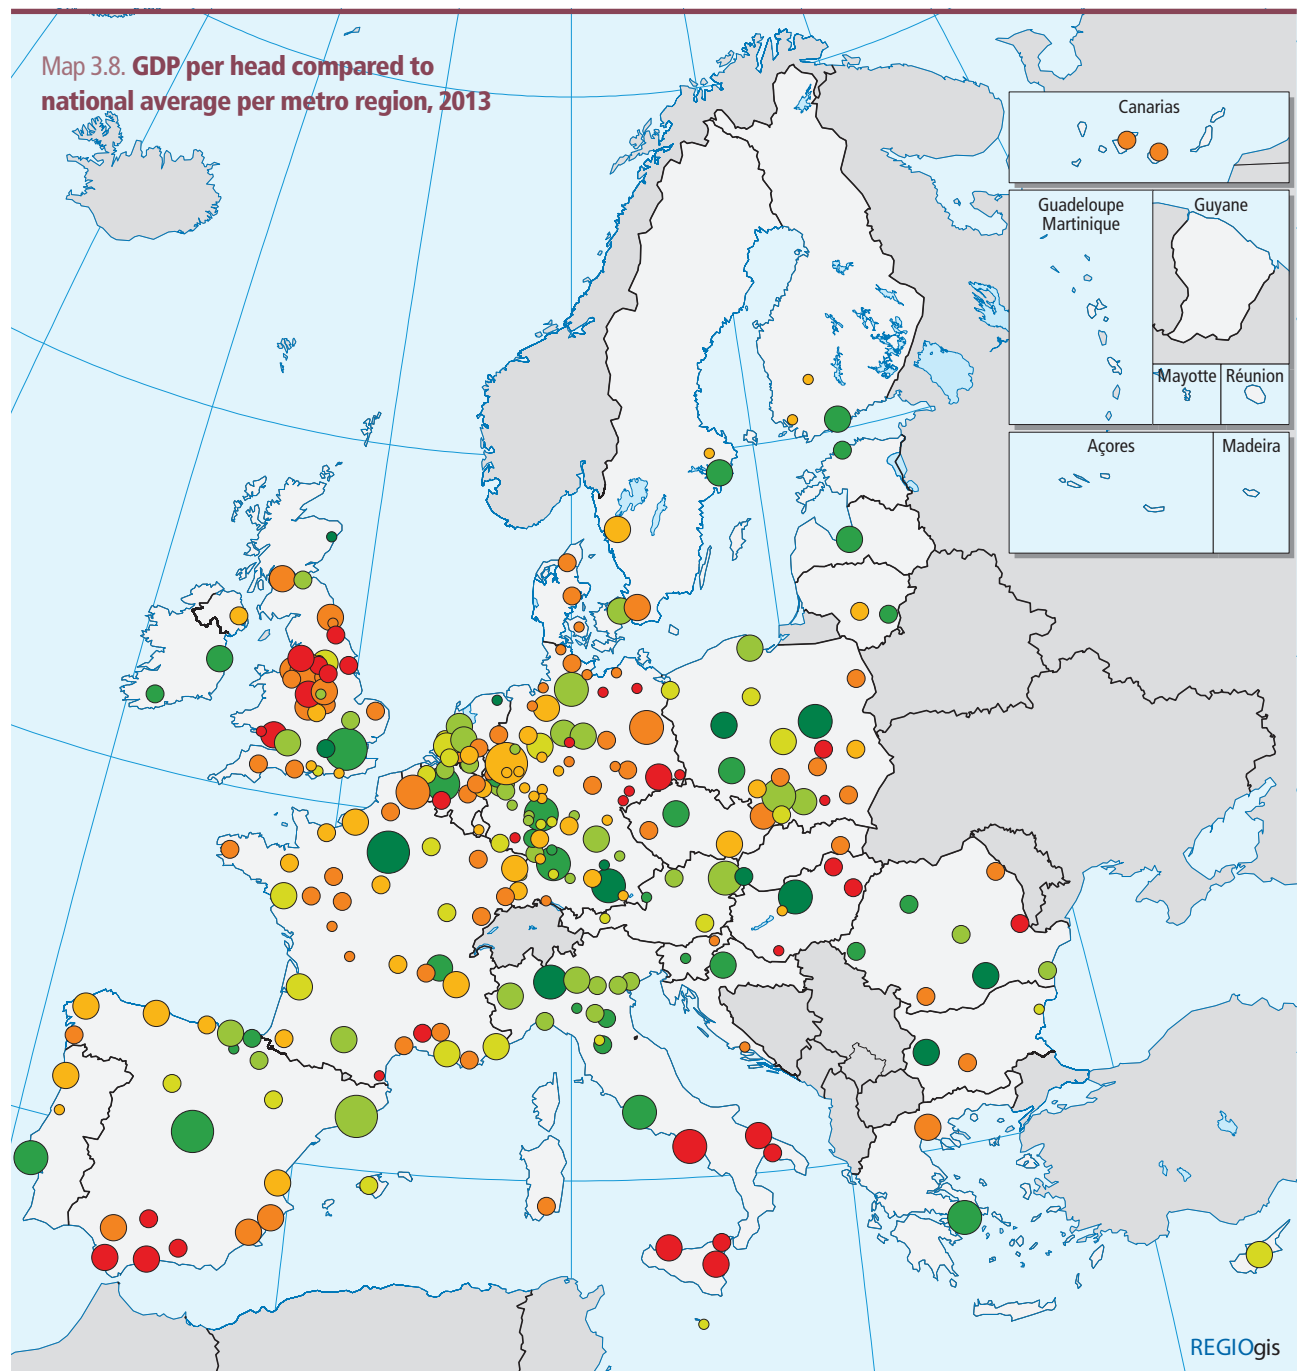 Map 3.8. GDP per head compared to
national average per metro region, 2013
Canarias
Guadeloupe
Martinique
Guyane
Mayotte
Réunion
Açores
Madeira
REGIOgis